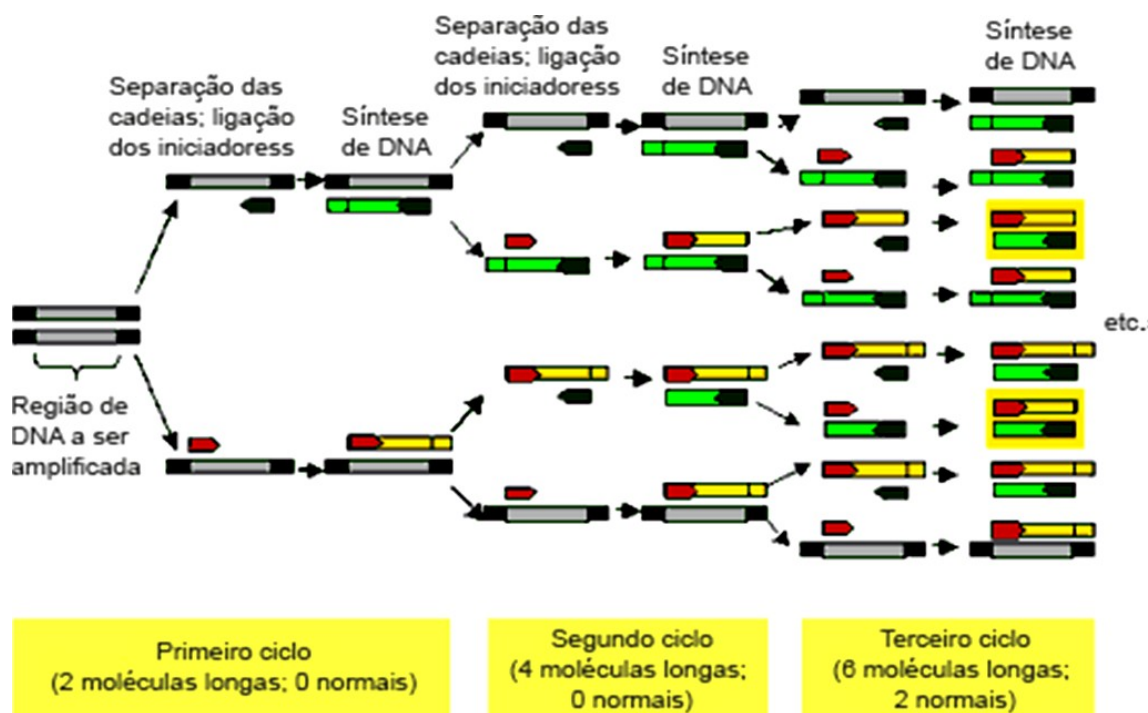 Separação das
cadeias; ligação
dos iniciadoress
Síntese
de DNA
Separação das
cadeias; ligação
dos iniciadoress
Síntese
de DNA
Síntese
de DNA
Região de
DNA a ser
amplificada
etc.
Primeiro ciclo
(2 moléculas longas; 0 normais)
Segundo ciclo
(4 moléculas longas;
0 normais)
Terceiro ciclo
(6 moléculas longas;
2 normais)